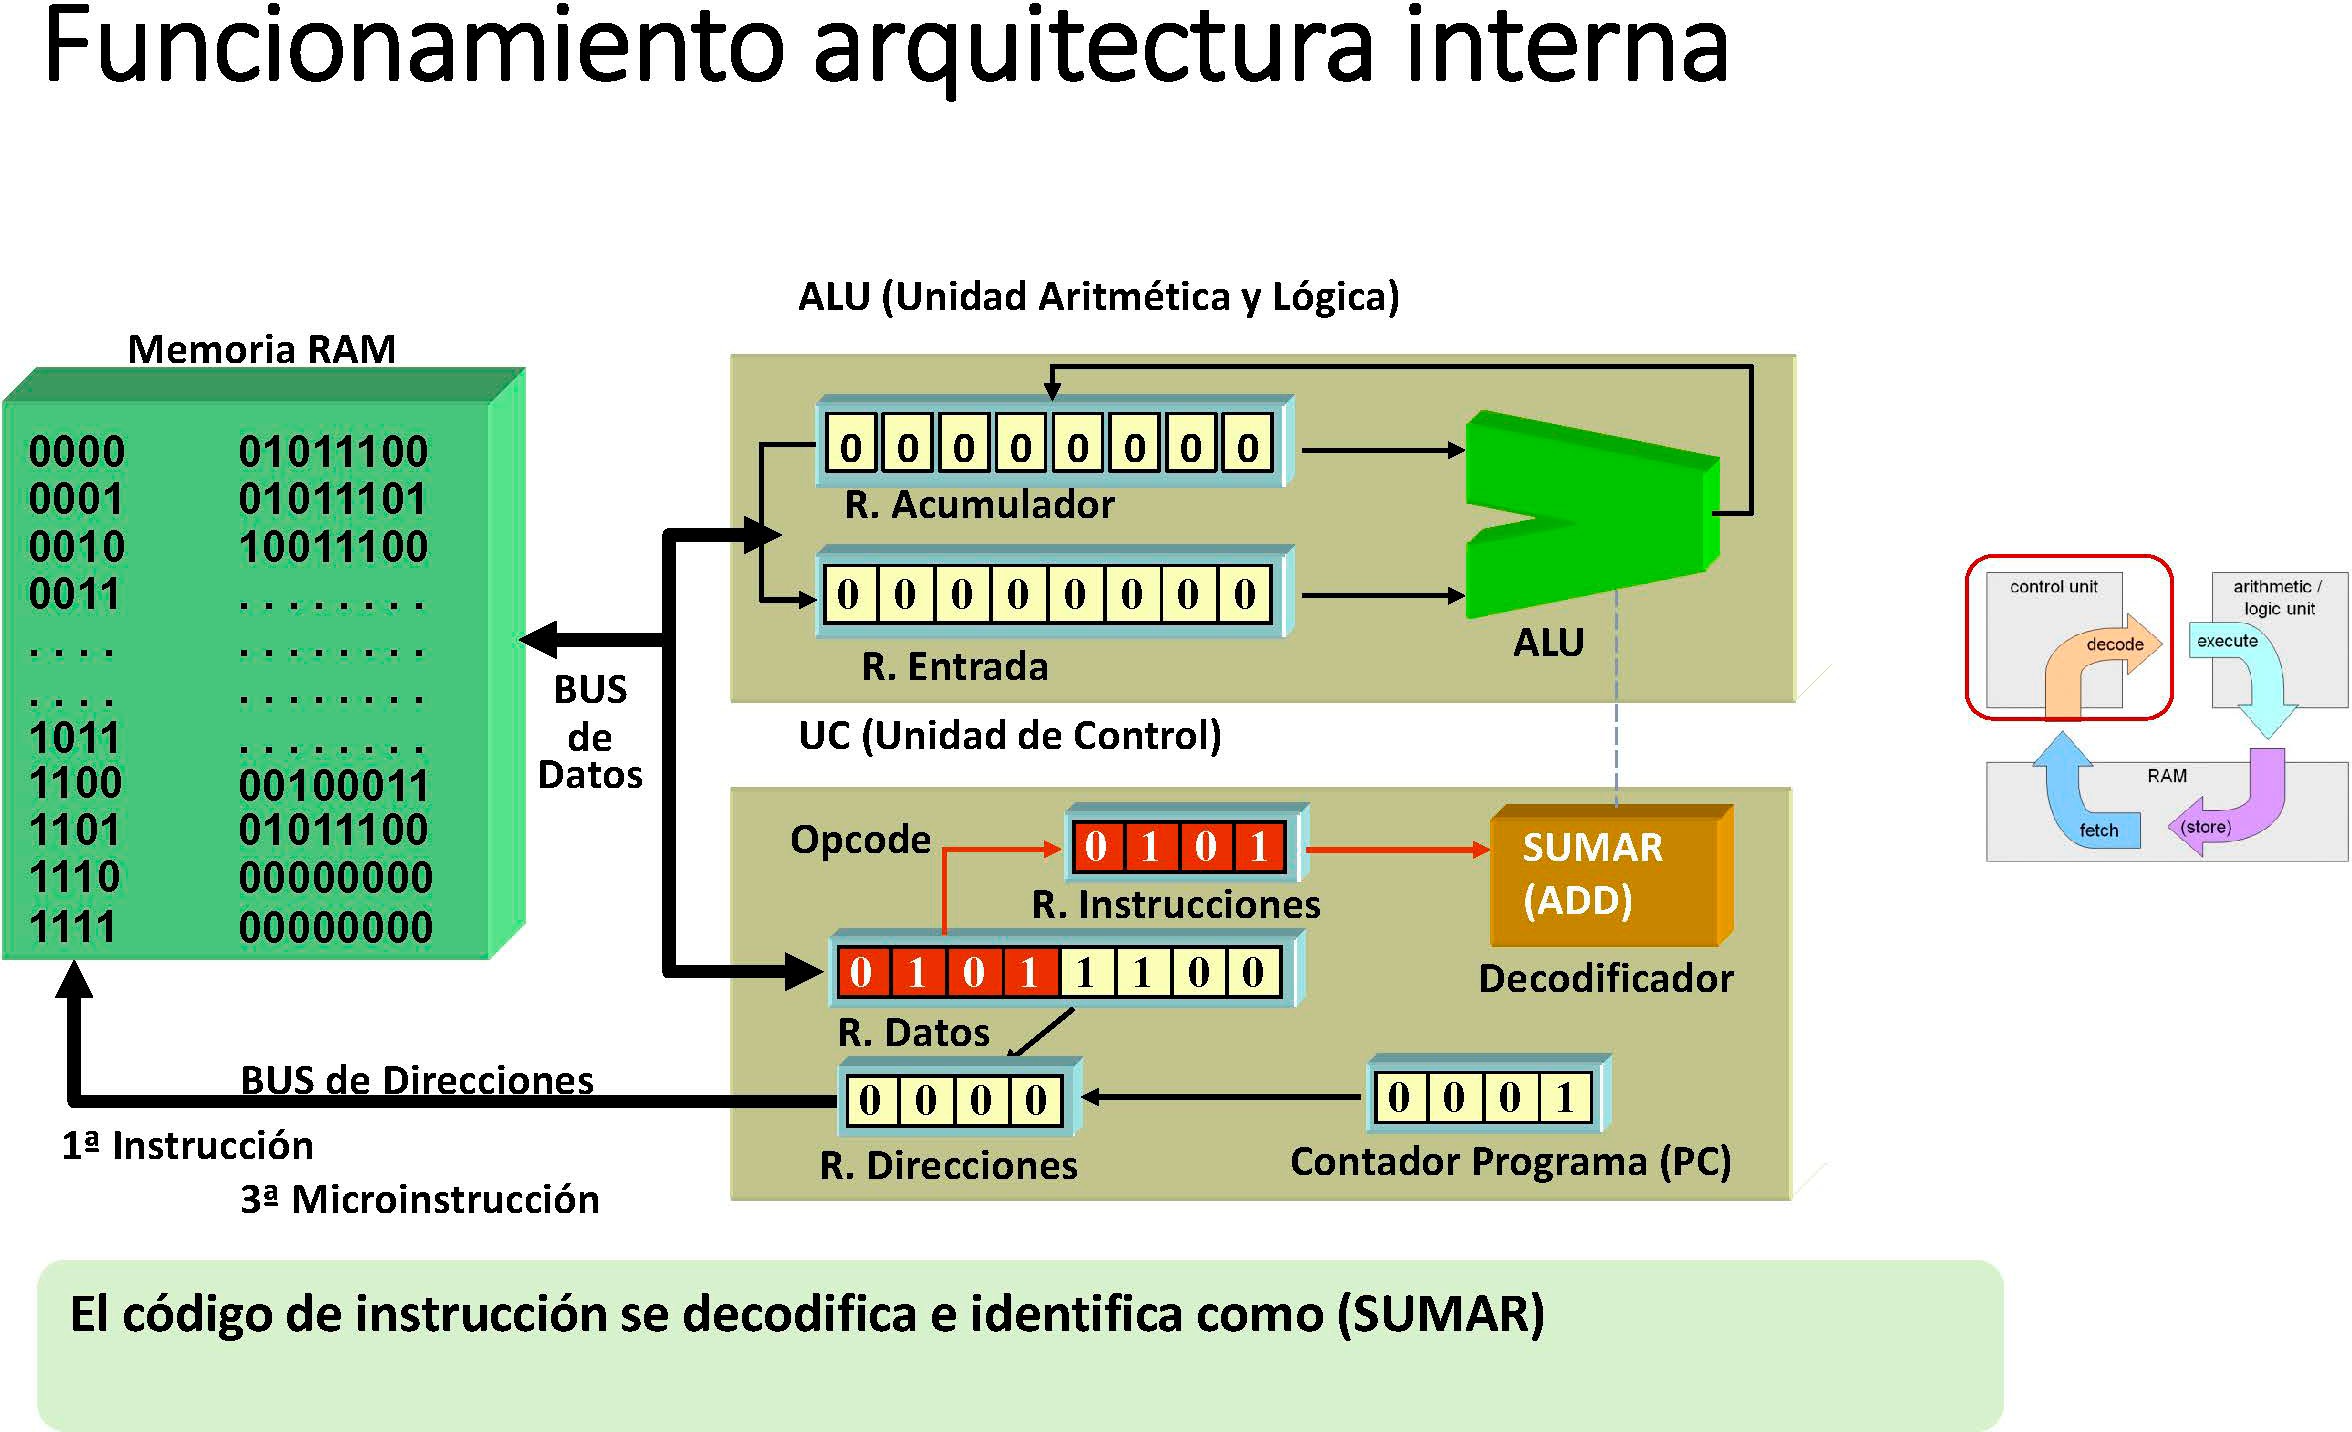 Funcionamiento arquitectura interna
ALU (Unidad Aritmética y Lógica)
Memoria RAM
0000 01011100
0001 01011101
0010 10011100
0011 . . . . . . . .
. . . . . . . . . . . .
. . . . . . . . . . . .
1011 . . . . . . . .
1100 00100011
1101 01011100
1110 00000000
1111 00000000
BUS
de
Datos
0 0 0 0 0 0 0 0
R. Acumulador
0 0 0 0 0 0 0 0
R. Entrada
ALU
UC (Unidad de Control)
Opcode
0 1 0 1
R. Instrucciones
SUMAR
(ADD)
Decodificador
0 1 0 1 1 1 0 0
R. Datos
BUS de Direcciones
0 0 0 0
R. Direcciones
0 0 0 1
Contador Programa (PC)
1ª Instrucción
3ª Microinstrucción
control unit
decode
arithmetic /
logic unit
execute
RAM
fetch
(store)
El código de instrucción se decodifica e identifica como (SUMAR)